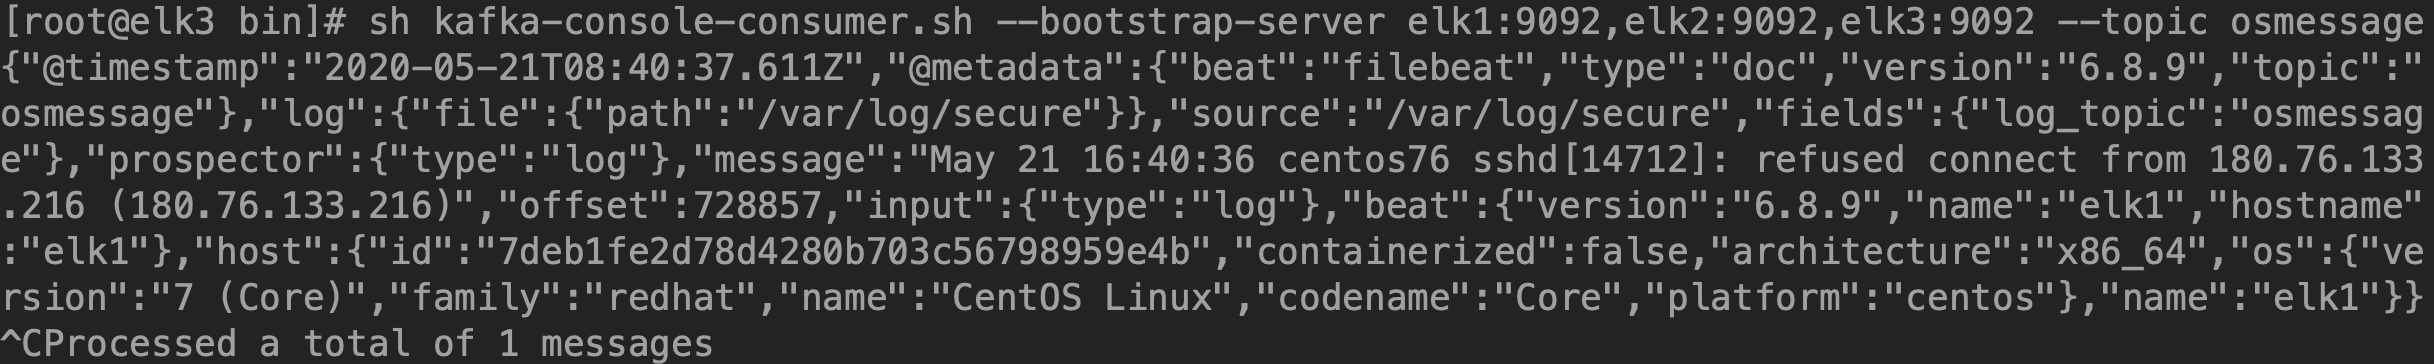 [root@elk3 bin]# sh kafka-console-consumer.sh --bootstrap-server elk1:9092,elk2:9092,elk3:9092 --topic osmessage
{"@timestamp":"2020-05-21T08:40:37.611Z","@metadata":{"beat":"filebeat","type":"doc","version":"6.8.9","topic":"
osmessage"},"log":{"file":{"path":"/var/log/secure"}},"source":"/var/log/secure","fields":{"log_topic":"osmessag
e"},"prospector":{"type":"log"},"message":"May 21 16:40:36 centos76 sshd[14712]: refused connect from 180.76.133
.216 (180.76.133.216)","offset":728857,"input":{"type":"log"},"beat":{"version":"6.8.9","name":"elk1","hostname"
:"elk1"},"host":{"id":"7deb1fe2d78d4280b703c56798959e4b","containerized":false,"architecture":"x86_64","os":{"ve
rsion":"7 (Core)","family":"redhat","name":"CentOS Linux","codename":"Core","platform":"centos"},"name":"elk1"}}
^CProcessed a total of 1 messages